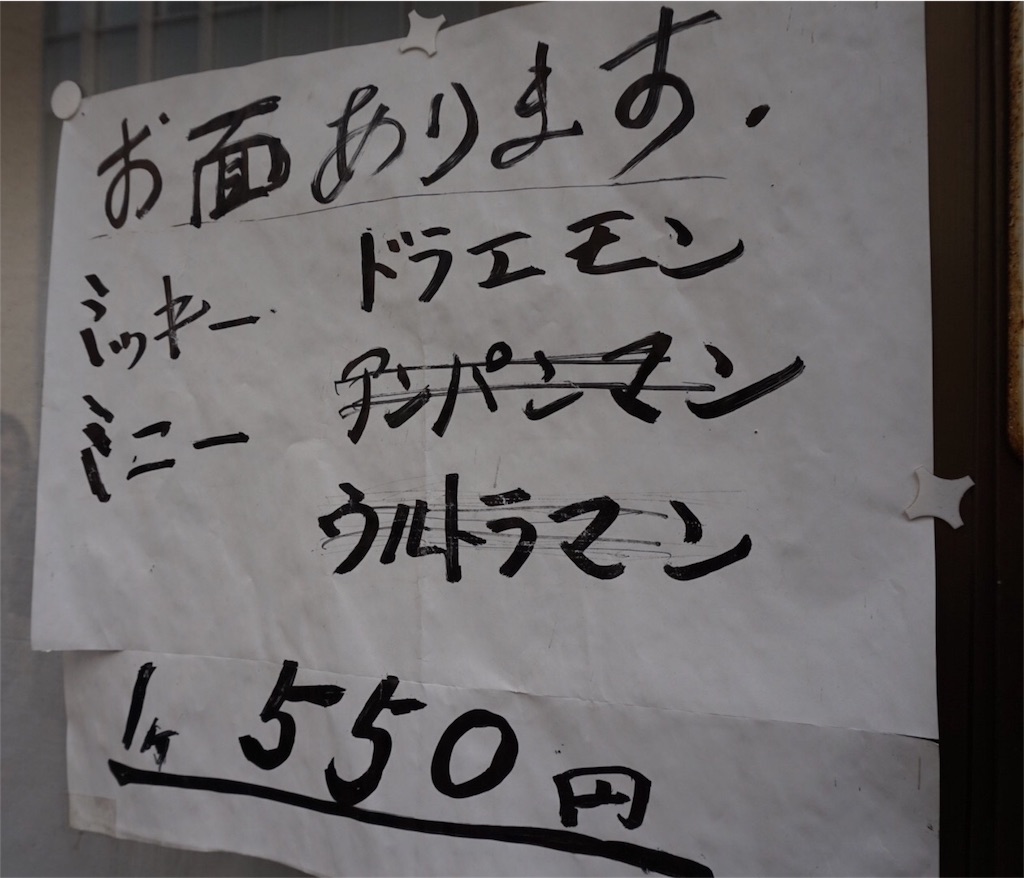 お面あります.
ミッキー ドラエモン
ミニー アンパンマン
ウルトラマン
1ヶ 550円